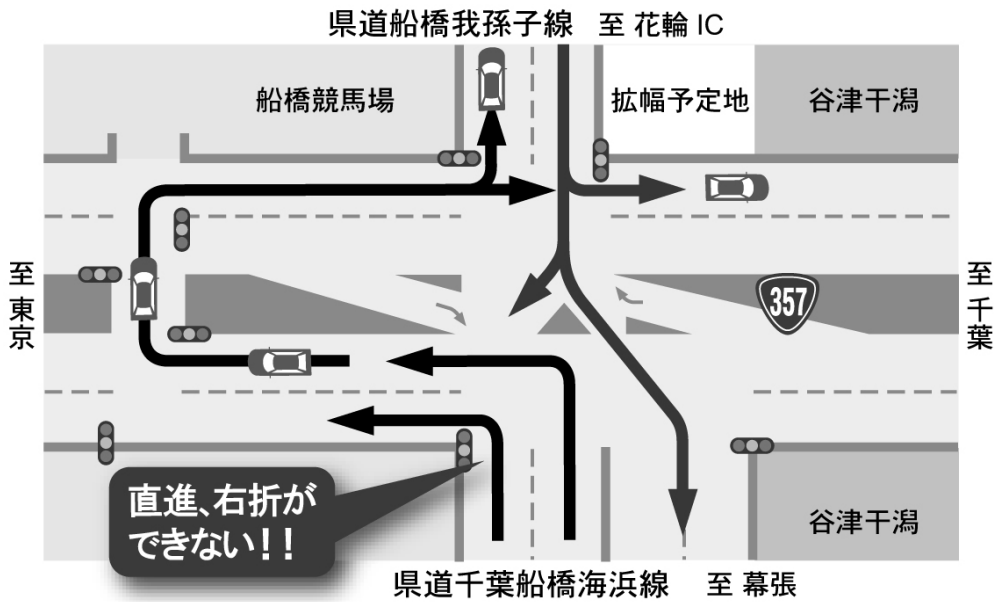 県道船橋我孫子線 至 花輪IC
船橋競馬場
拡幅予定地
谷津干潟
至 東京
357
至 千葉
直進、右折が
できない！！
谷津干潟
県道千葉船橋海浜線 至 幕張